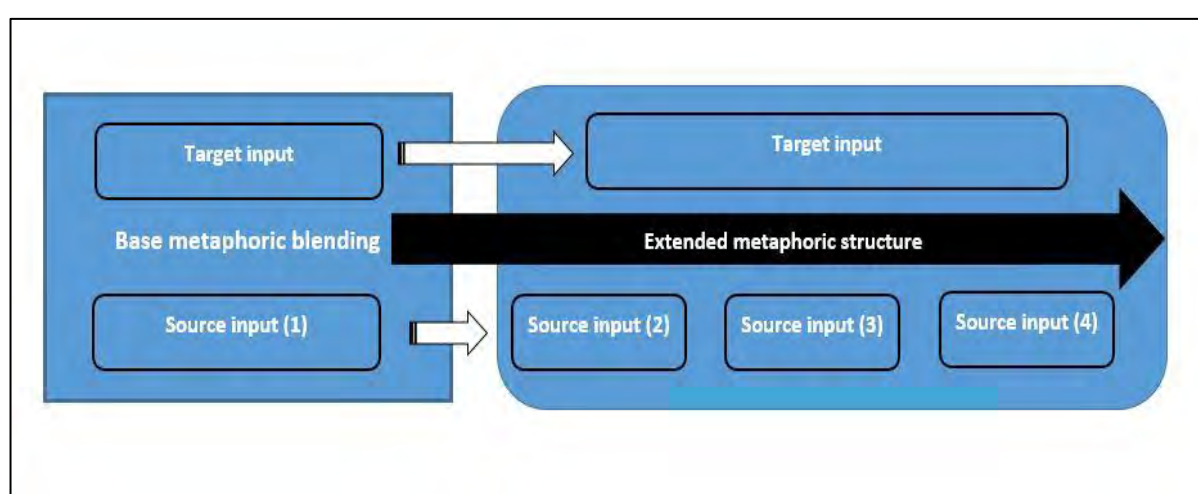 Target input
Target input
Base metaphoric blending
Extended metaphoric structure
Source input (1)
Source input (2)
Source input (3)
Source input (4)